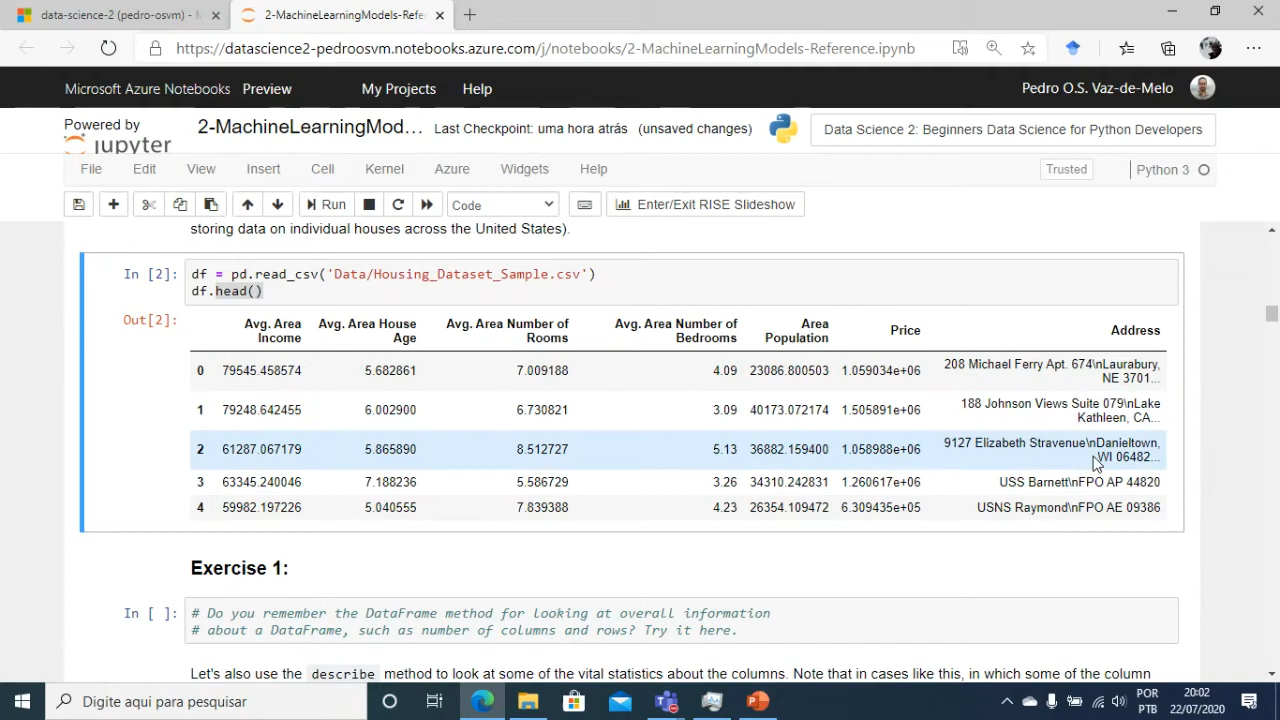 data-science-2 (pedro-osvm) - M
2-MachineLearningModels-Refe
https://datascience2-pedroosvm.notebooks.azure.com/j/notebooks/2-MachineLearningModels-Reference.ipynb
Microsoft Azure Notebooks Preview My Projects Help Pedro O.S. Vaz-de-Melo
Powered by
jupyter
2-MachineLearningMod... Last Checkpoint: uma hora atrás (unsaved changes) Data Science 2: Beginners Data Science for Python Developers
File Edit View Insert Cell Kernel Azure Widgets Help Trusted Python 3
Run Code Enter/Exit RISE Slideshow
storing data on individual houses across the United States).
In [2]: df = pd.read_csv('Data/Housing_Dataset_Sample.csv')
df.head()
Out[2]:
Avg. Area Income Avg. Area House Age Avg. Area Number of Rooms Avg. Area Number of Bedrooms Area Population Price Address
0 79545.458574 5.682861 7.009188 4.09 23086.800503 1.059034e+06 208 Michael Ferry Apt. 674\nLaurabury, NE 3701...
1 79248.642455 6.002900 6.730821 3.09 40173.072174 1.505891e+06 188 Johnson Views Suite 079\nLake Kathleen, CA...
2 61287.067179 5.865890 8.512727 5.13 36882.159400 1.058988e+06 9127 Elizabeth Stravenue\nDanieltown, WI 06482...
3 63345.240046 7.188236 5.586729 3.26 34310.242831 1.260617e+06 USS Barnett\nFPO AP 44820
4 59982.197226 5.040555 7.839388 4.23 26354.109472 6.309435e+05 USNS Raymond\nFPO AE 09386
Exercise 1:
In [ ]: # Do you remember the DataFrame method for looking at overall information
# about a DataFrame, such as number of columns and rows? Try it here.
Let's also use the describe method to look at some of the vital statistics about the columns. Note that in cases like this, in which some of the column
Digite aqui para pesquisar
POR
PTB
20:02
22/07/2020